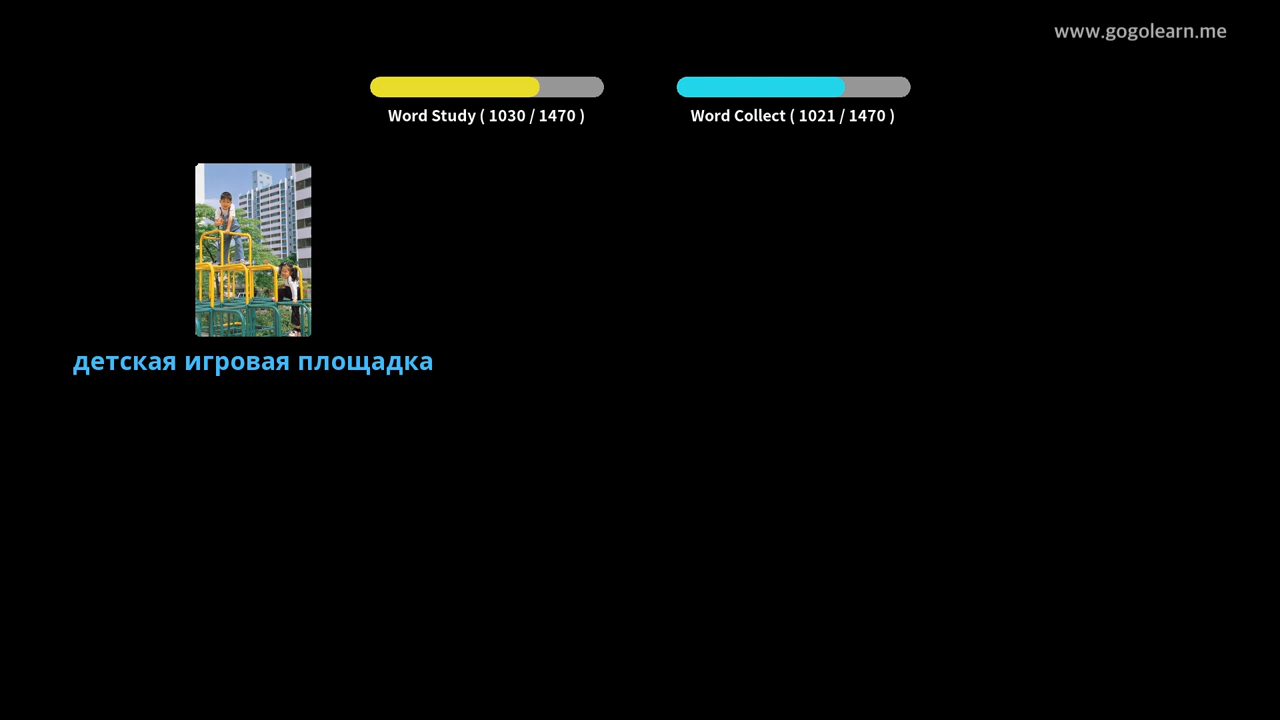 www.gogolearn.me
Word Study ( 1030 / 1470 )
Word Collect ( 1021 / 1470 )
детская игровая площадка